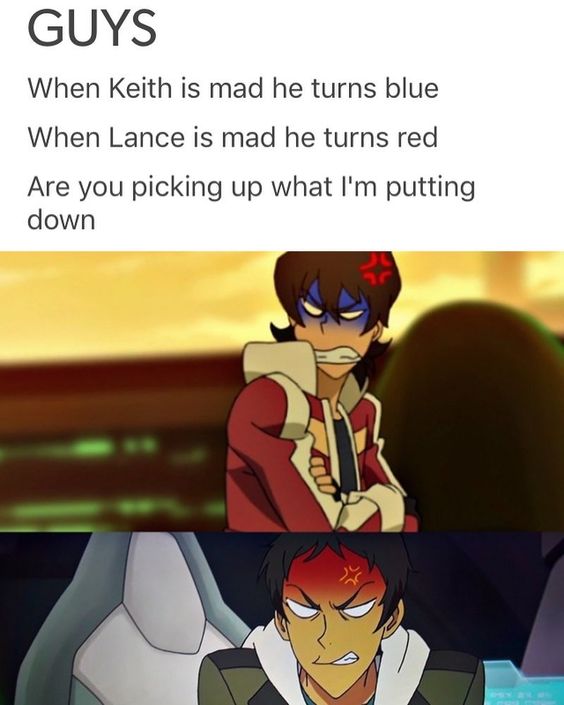 GUYS
When Keith is mad he turns blue
When Lance is mad he turns red
Are you picking up what I'm putting
down